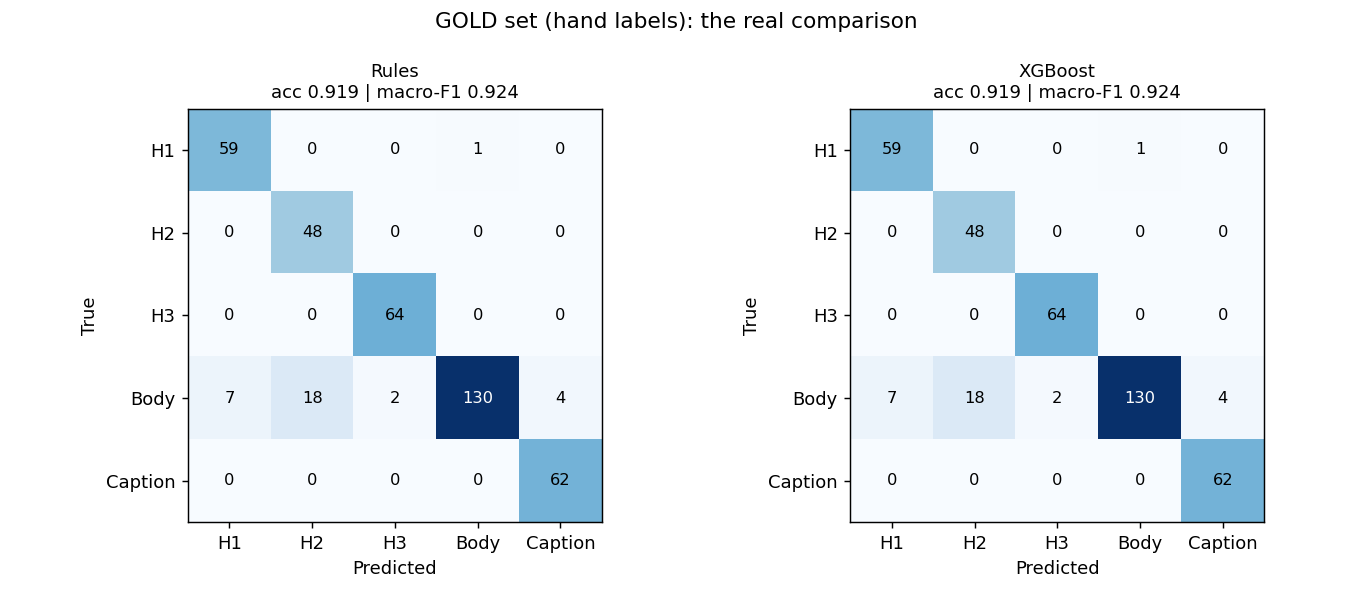 GOLD set (hand labels): the real comparison
Rules
acc 0.919 | macro-F1 0.924
H1 59 0 0 1 0
H2 0 48 0 0 0
H3 0 0 64 0 0
Body 7 18 2 130 4
Caption 0 0 0 0 62
H1 H2 H3 Body Caption
True
Predicted
XGBoost
acc 0.919 | macro-F1 0.924
H1 59 0 0 1 0
H2 0 48 0 0 0
H3 0 0 64 0 0
Body 7 18 2 130 4
Caption 0 0 0 0 62
H1 H2 H3 Body Caption
True
Predicted